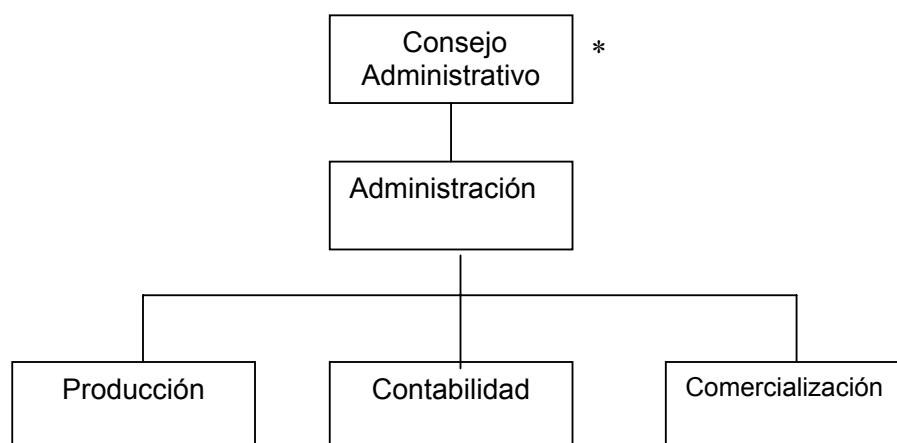 Consejo
Administrativo
*
Administración
Producción
Contabilidad
Comercialización